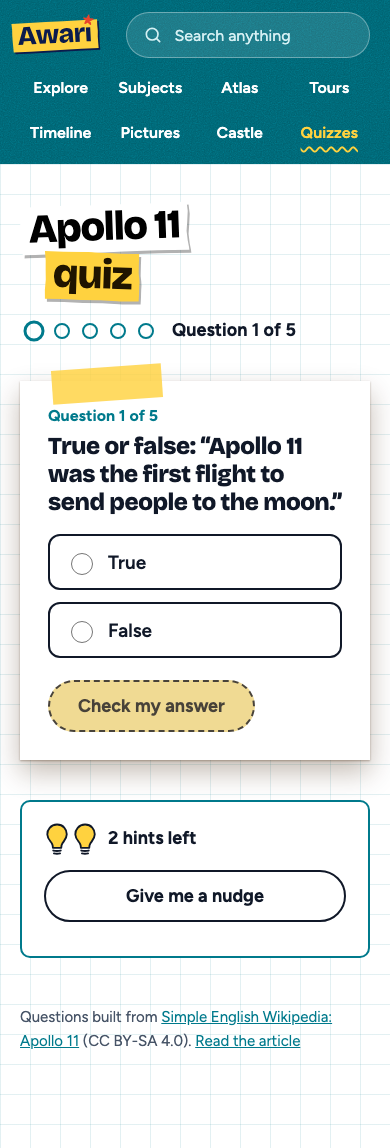 Awari
Search anything
Explore Subjects Atlas Tours
Timeline Pictures Castle Quizzes
Apollo 11
quiz
Question 1 of 5
Question 1 of 5
True or false: “Apollo 11
was the first flight to
send people to the moon.”
True
False
Check my answer
2 hints left
Give me a nudge
Questions built from Simple English Wikipedia:
Apollo 11 (CC BY-SA 4.0). Read the article